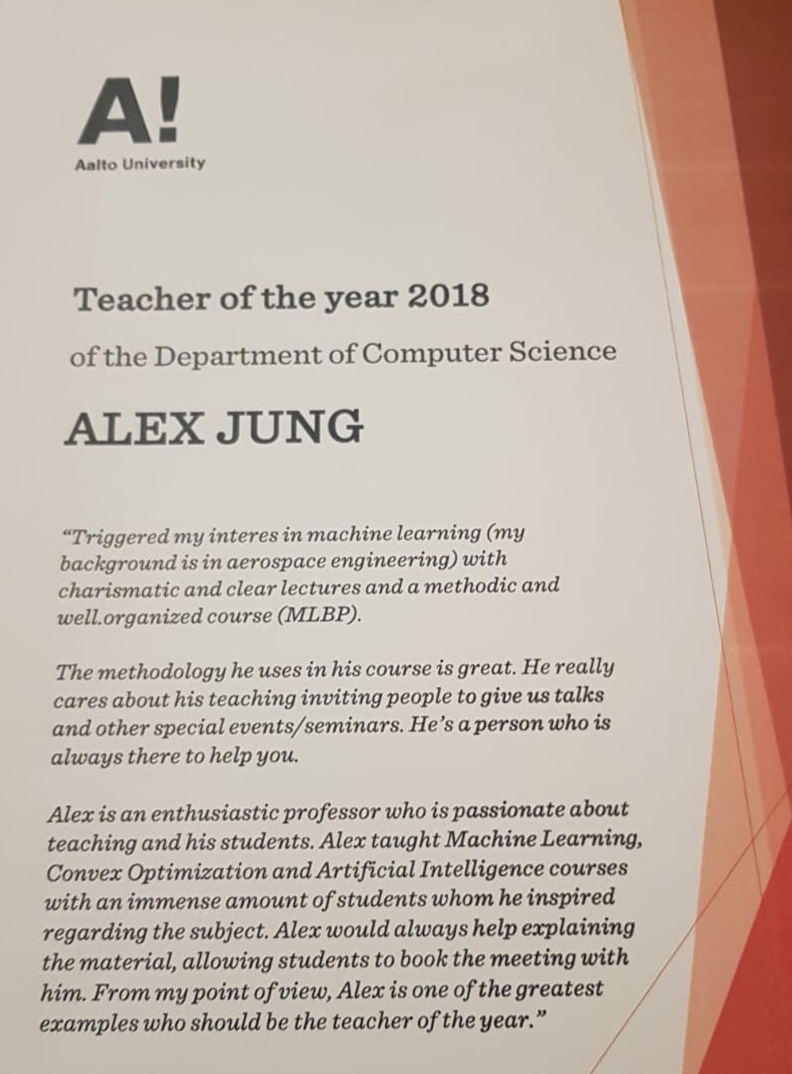 A!
Aalto University
Teacher of the year 2018
of the Department of Computer Science
ALEX JUNG
“Triggered my interes in machine learning (my
background is in aerospace engineering) with
charismatic and clear lectures and a methodic and
well.organized course (MLBP).
The methodology he uses in his course is great. He really
cares about his teaching inviting people to give us talks
and other special events/seminars. He’s a person who is
always there to help you.
Alex is an enthusiastic professor who is passionate about
teaching and his students. Alex taught Machine Learning,
Convex Optimization and Artificial Intelligence courses
with an immense amount of students whom he inspired
regarding the subject. Alex would always help explaining
the material, allowing students to book the meeting with
him. From my point of view, Alex is one of the greatest
examples who should be the teacher of the year.”